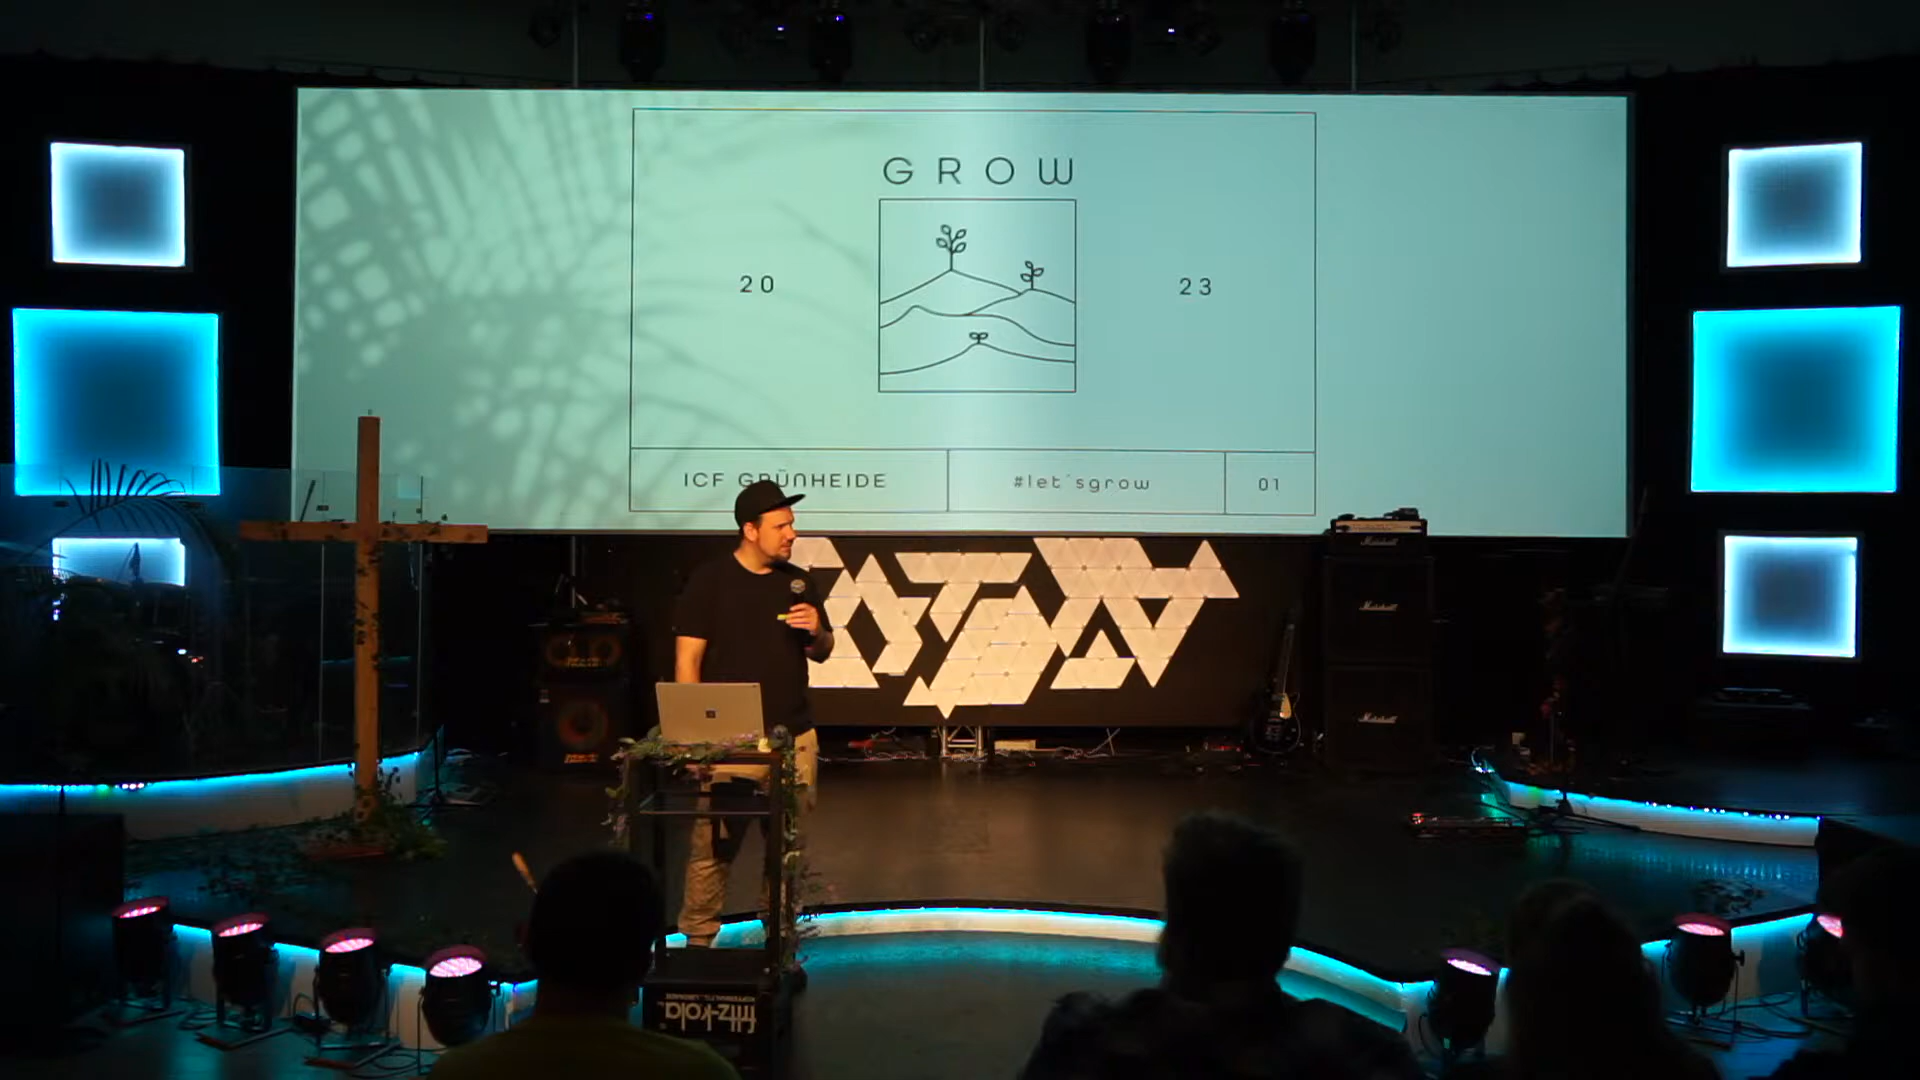 GROW
20
23
ICF GRÜNHEIDE
#let´sgrow
01
Marshall
Marshall
Marshall
fritz-kola